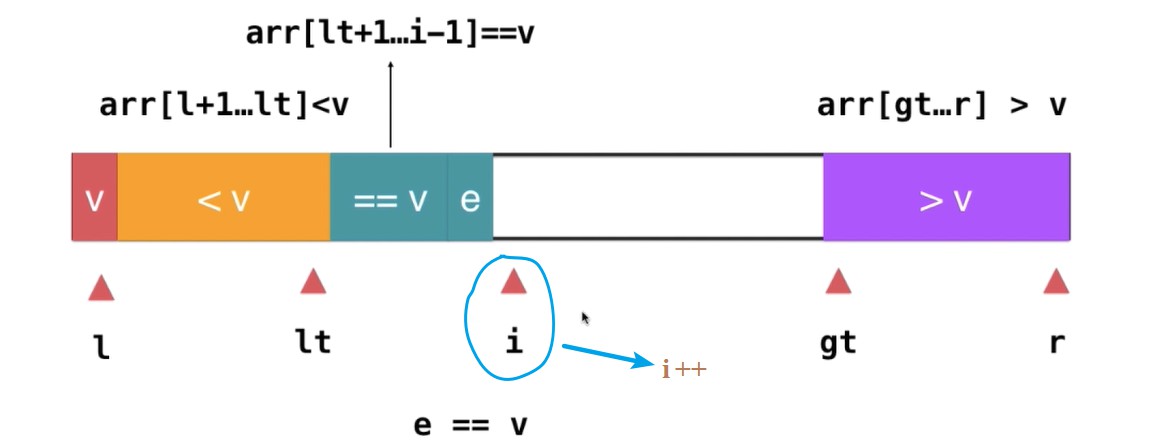 arr[lt+1…i-1]==v
arr[l+1…lt]<v
arr[gt…r] > v
v
< v
== v
e
> v
l
lt
i
gt
r
i++
e == v